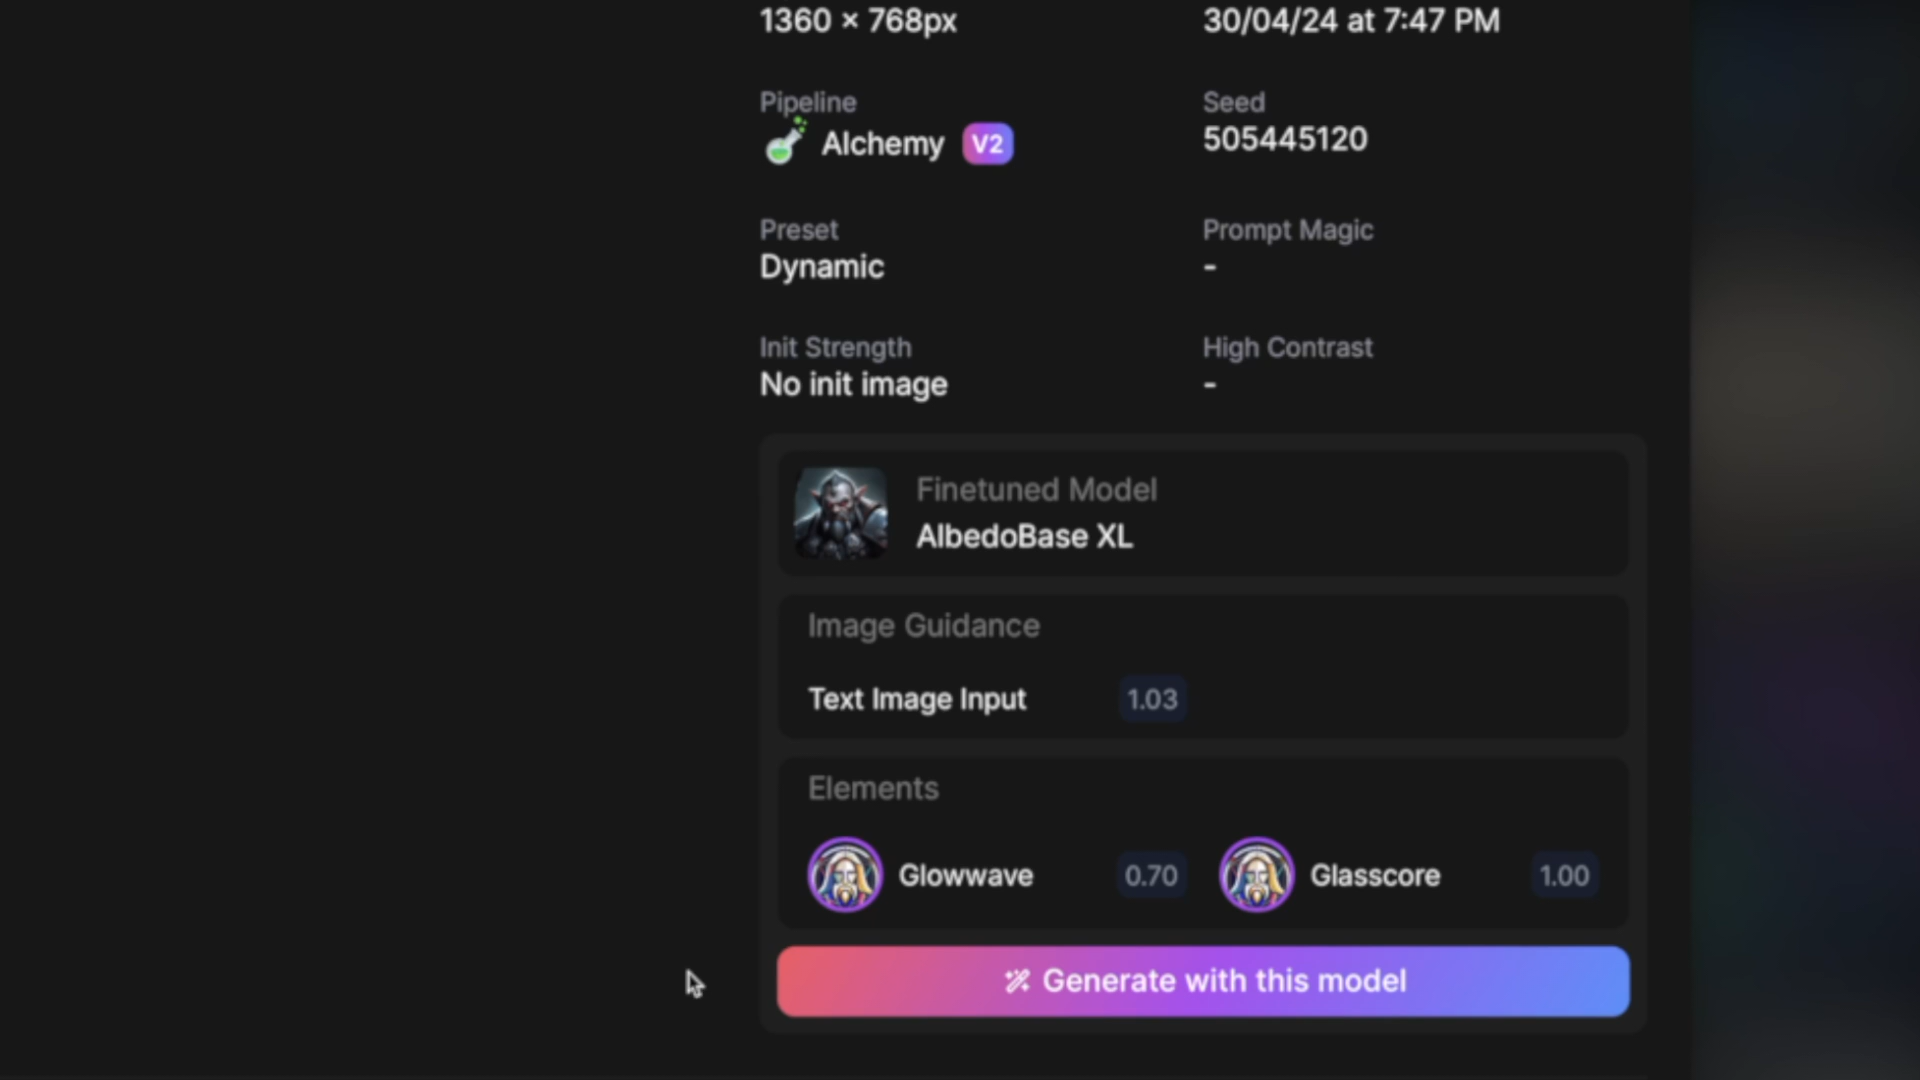 1360 × 768px
30/04/24 at 7:47 PM
Pipeline
Seed
Alchemy V2
505445120
Preset
Prompt Magic
Dynamic
-
Init Strength
High Contrast
No init image
-
Finetuned Model
AlbedoBase XL
Image Guidance
Text Image Input 1.03
Elements
Glowwave 0.70 Glasscore 1.00
Generate with this model